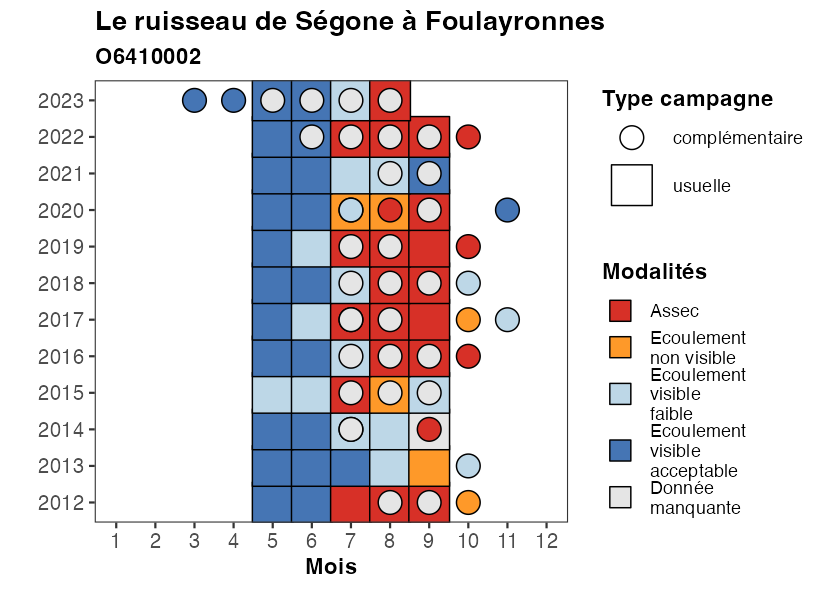 Le ruisseau de Ségone à Foulayronnes
O6410002
2023
2022
2021
2020
2019
2018
2017
2016
2015
2014
2013
2012
1 2 3 4 5 6 7 8 9 10 11 12
Mois
Type campagne
complémentaire
usuelle
Modalités
Assec
Ecoulement
non visible
Ecoulement
visible
faible
Ecoulement
visible
acceptable
Donnée
manquante